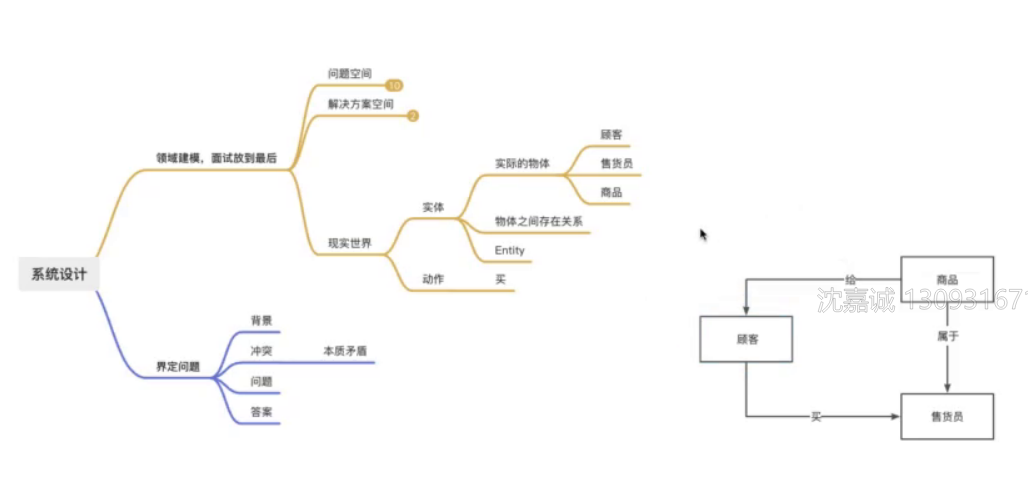 系统设计
领域建模，面试放到最后
问题空间
10
解决方案空间
2
现实世界
实体
实际的物体
顾客
售货员
商品
物体之间存在关系
Entity
动作
买
界定问题
背景
冲突
本质矛盾
问题
答案
商品
给
顾客
属于
买
售货员
沈嘉诚 130931671